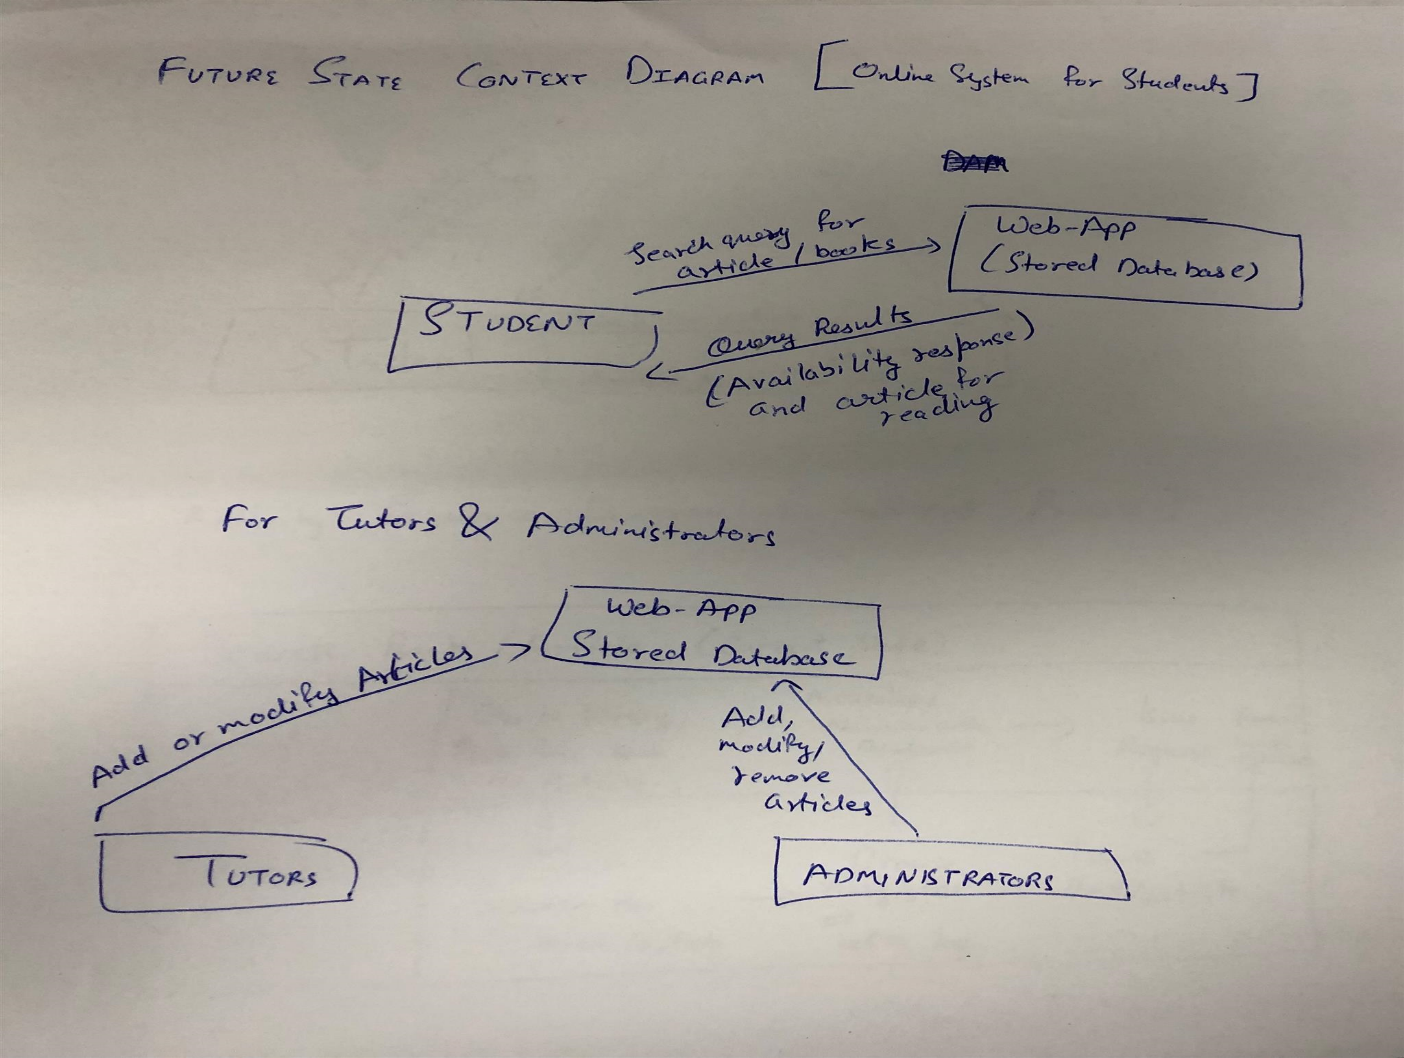 FUTURE STATE CONTEXT DIAGRAM [Online System for Students]
Search query for
article / books
Web-App
(Stored Database)
STUDENT
Query Results
(Availability response)
and article for
reading
For Tutors & Administrators
Web-App
Stored Database
Add or modify Articles
Add,
modify,
remove
articles
TUTORS
ADMINISTRATORS